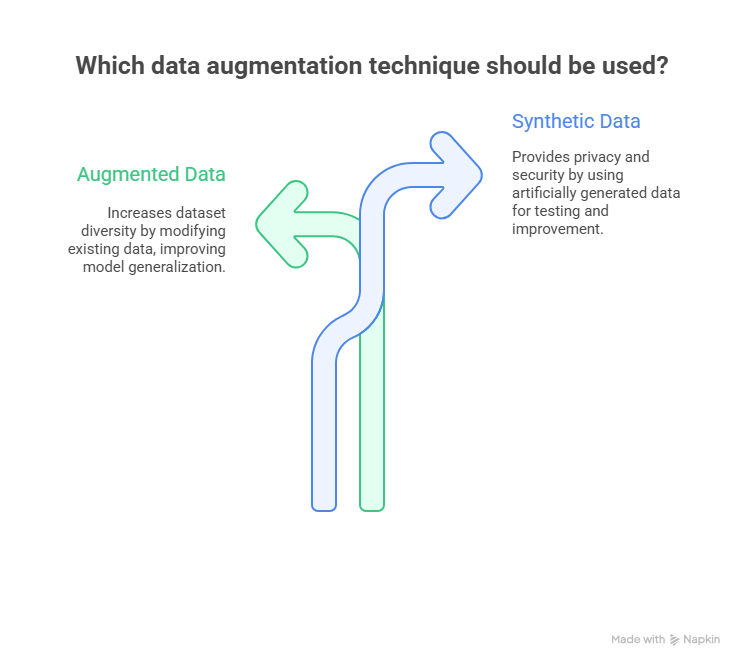 Which data augmentation technique should be used?
Synthetic Data
Provides privacy and
security by using
artificially generated data
for testing and
improvement.
Augmented Data
Increases dataset
diversity by modifying
existing data, improving
model generalization.
Made with Napkin